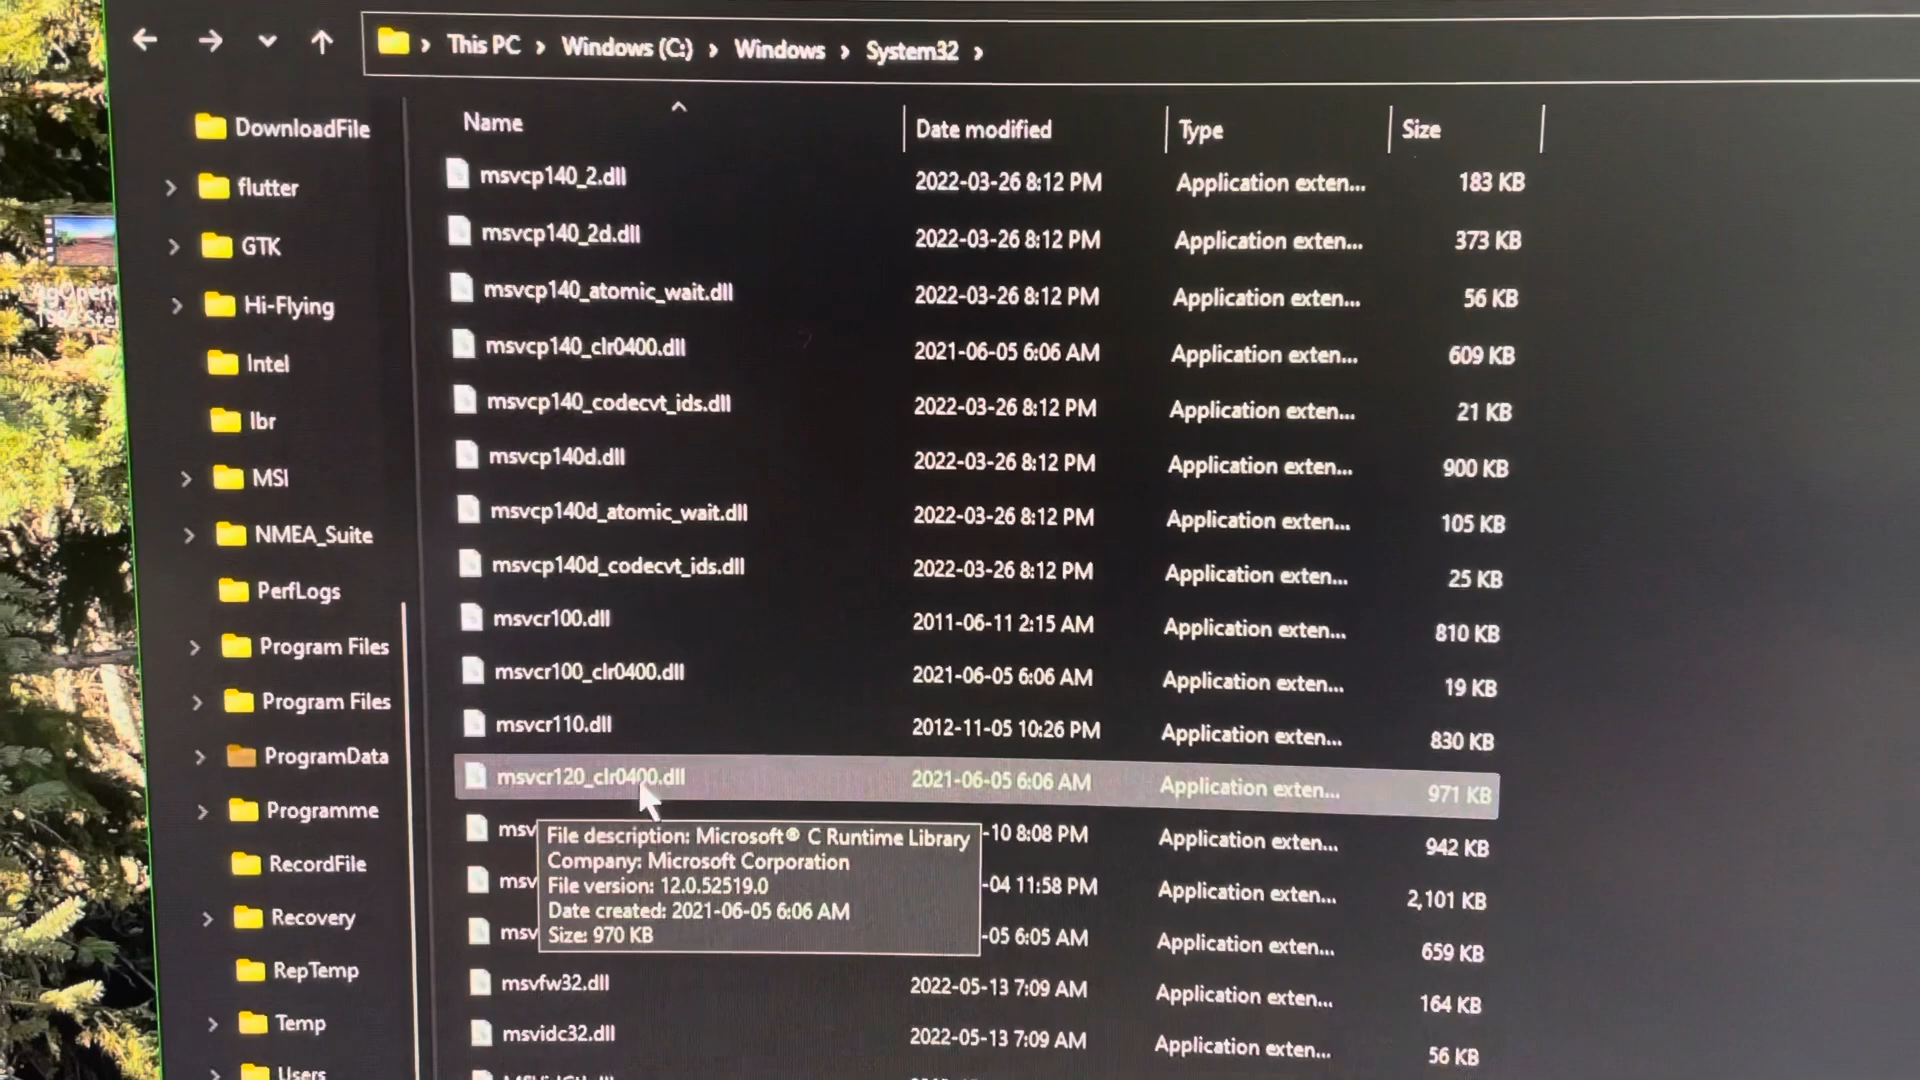 This PC > Windows (C:) > Windows > System32 >
Name Date modified Type Size
DownloadFile
flutter
GTK
Hi-Flying
Intel
lbr
MSI
NMEA_Suite
PerfLogs
Program Files
Program Files
ProgramData
Programme
RecordFile
Recovery
RepTemp
Temp
Users
msvcp140_2.dll 2022-03-26 8:12 PM Application exten... 183 KB
msvcp140_2d.dll 2022-03-26 8:12 PM Application exten... 373 KB
msvcp140_atomic_wait.dll 2022-03-26 8:12 PM Application exten... 56 KB
msvcp140_clr0400.dll 2021-06-05 6:06 AM Application exten... 609 KB
msvcp140_codecvt_ids.dll 2022-03-26 8:12 PM Application exten... 21 KB
msvcp140d.dll 2022-03-26 8:12 PM Application exten... 900 KB
msvcp140d_atomic_wait.dll 2022-03-26 8:12 PM Application exten... 105 KB
msvcp140d_codecvt_ids.dll 2022-03-26 8:12 PM Application exten... 25 KB
msvcr100.dll 2011-06-11 2:15 AM Application exten... 810 KB
msvcr100_clr0400.dll 2021-06-05 6:06 AM Application exten... 19 KB
msvcr110.dll 2012-11-05 10:26 PM Application exten... 830 KB
msvcr120_clr0400.dll 2021-06-05 6:06 AM Application exten... 971 KB
msv -10 8:08 PM Application exten... 942 KB
msv -04 11:58 PM Application exten... 2,101 KB
msv -05 6:05 AM Application exten... 659 KB
File description: Microsoft® C Runtime Library
Company: Microsoft Corporation
File version: 12.0.52519.0
Date created: 2021-06-05 6:06 AM
Size: 970 KB
msvfw32.dll 2022-05-13 7:09 AM Application exten... 164 KB
msvidc32.dll 2022-05-13 7:09 AM Application exten... 56 KB